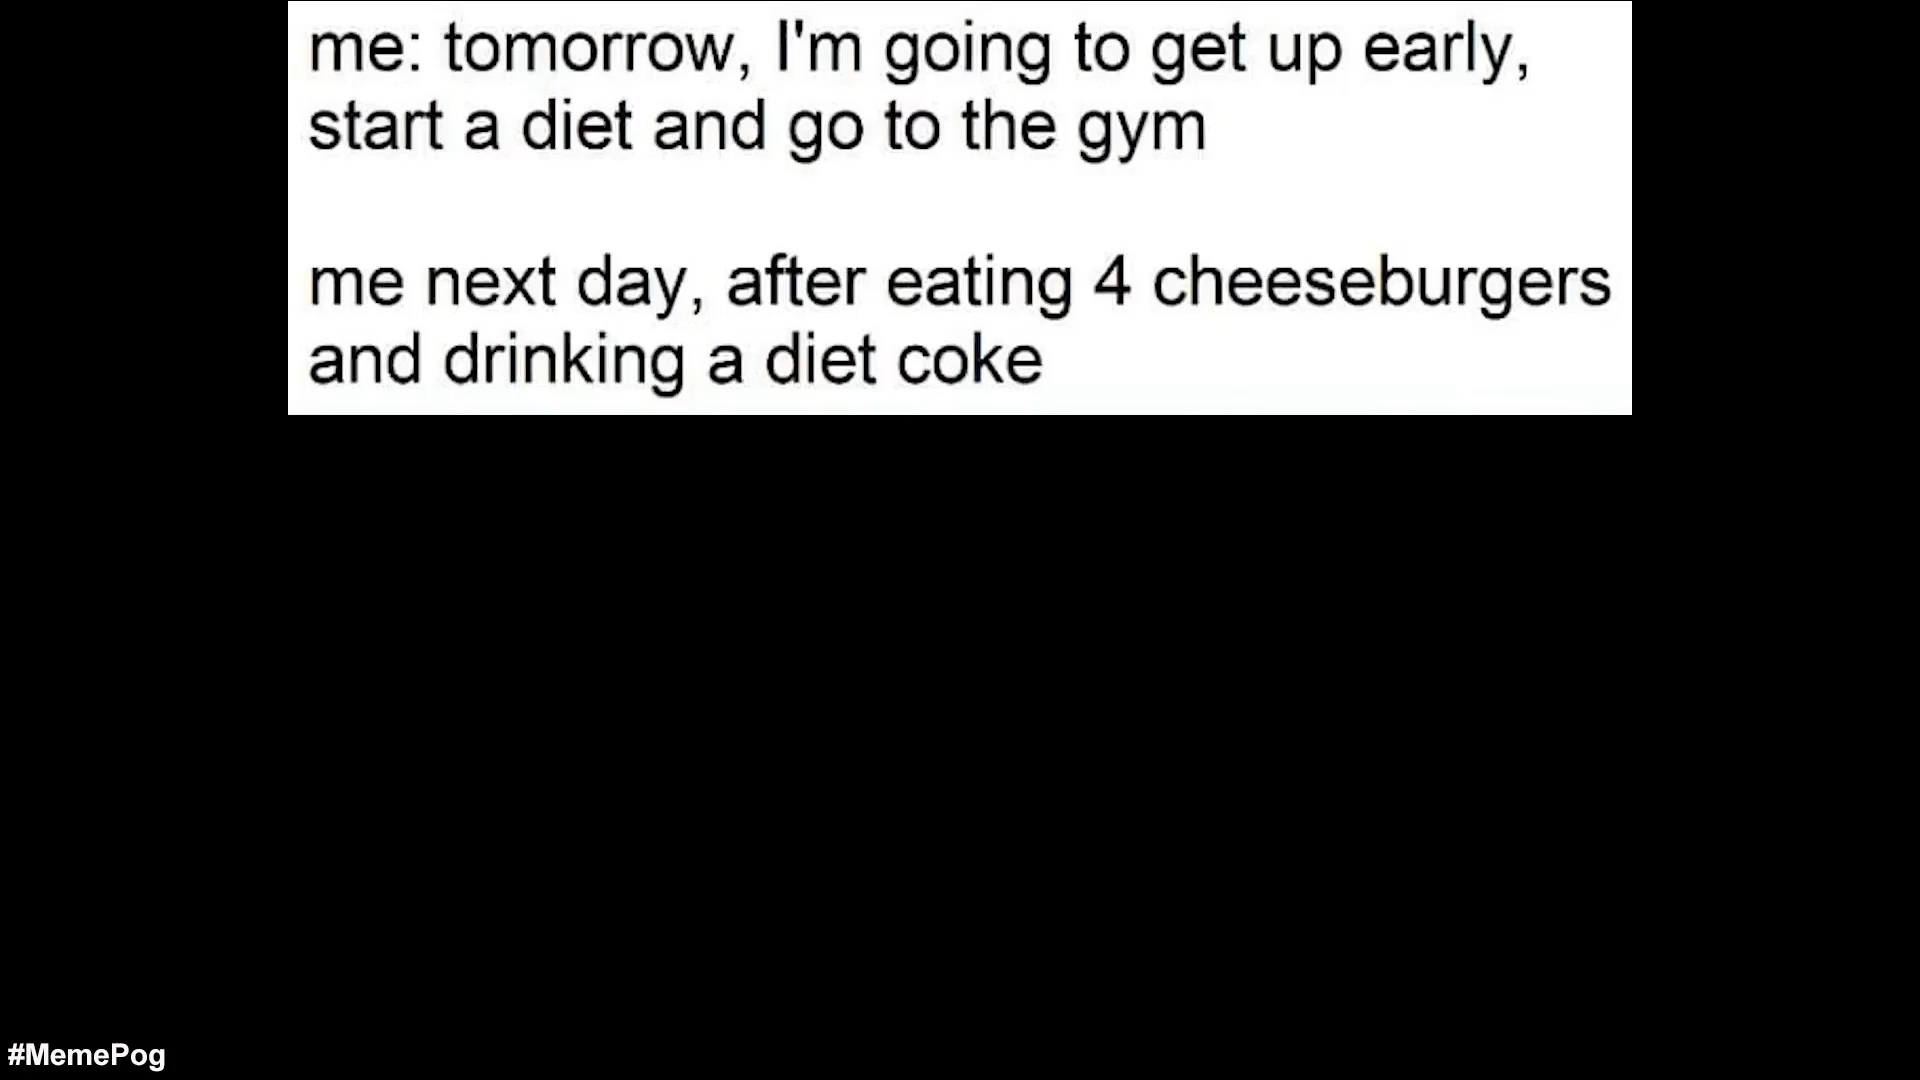 me: tomorrow, I'm going to get up early,
start a diet and go to the gym
me next day, after eating 4 cheeseburgers
and drinking a diet coke
#MemePog